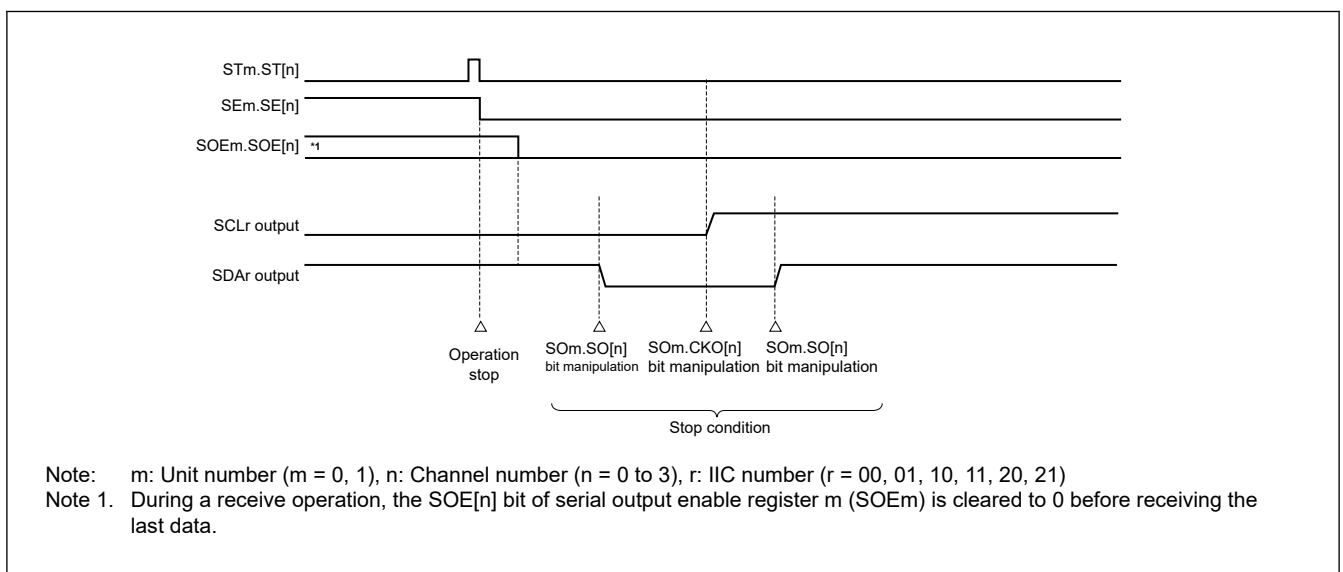 STm.ST[n]
SEm.SE[n]
SOEm.SOE[n] *1
SCLr output
SDAr output
Operation
stop
SOm.SO[n]
bit manipulation
SOm.CKO[n]
bit manipulation
SOm.SO[n]
bit manipulation
Stop condition
Note: m: Unit number (m = 0, 1), n: Channel number (n = 0 to 3), r: IIC number (r = 00, 01, 10, 11, 20, 21)
Note 1. During a receive operation, the SOE[n] bit of serial output enable register m (SOEm) is cleared to 0 before receiving the
last data.